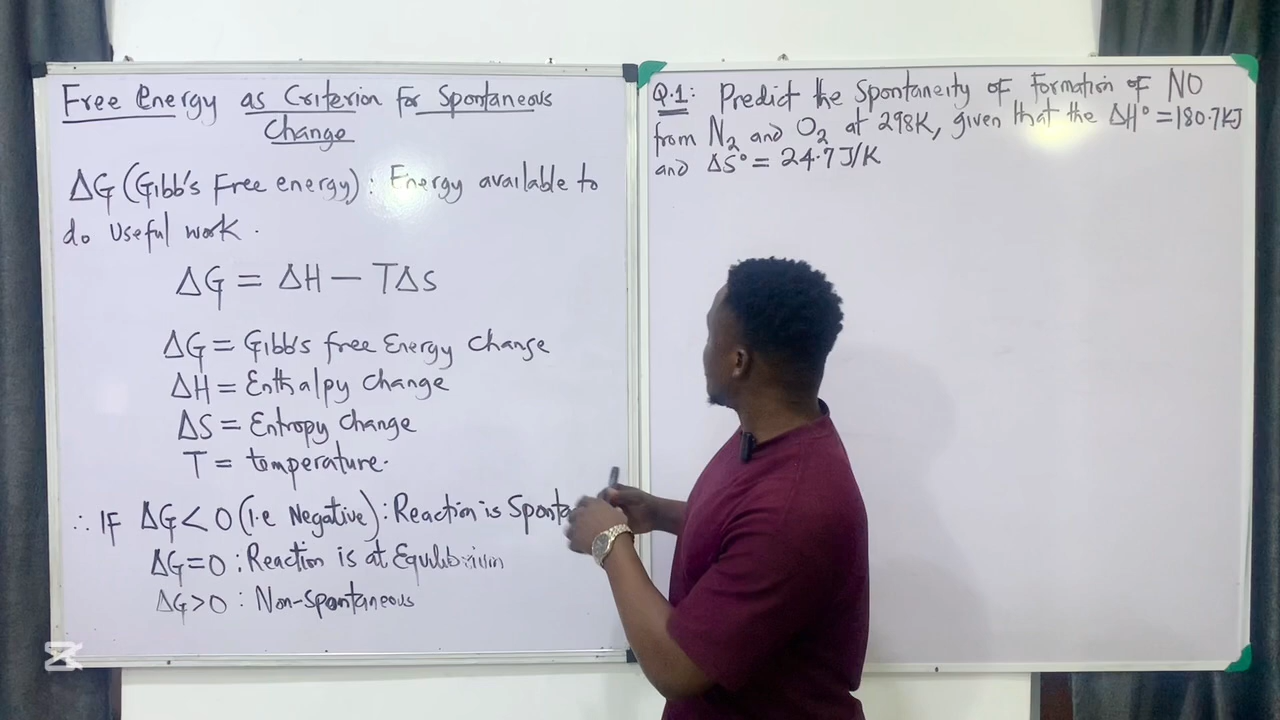 Free Energy as Criterion for Spontaneous
Change
ΔG (Gibb's Free energy): Energy available to
do Useful work.
ΔG = ΔH − TΔS
ΔG = Gibb's free Energy Change
ΔH = Enthalpy Change
ΔS = Entropy change
T = temperature.
∴ If ΔG < 0 (i.e Negative): Reaction is Sponta
ΔG = 0 : Reaction is at Equilibrium
ΔG > 0 : Non-Spontaneous
Q.1: Predict the Spontaneity of Formation of NO
from N₂ and O₂ at 298K, given that the ΔH° = 180.7KJ
and ΔS° = 24.7 J/K